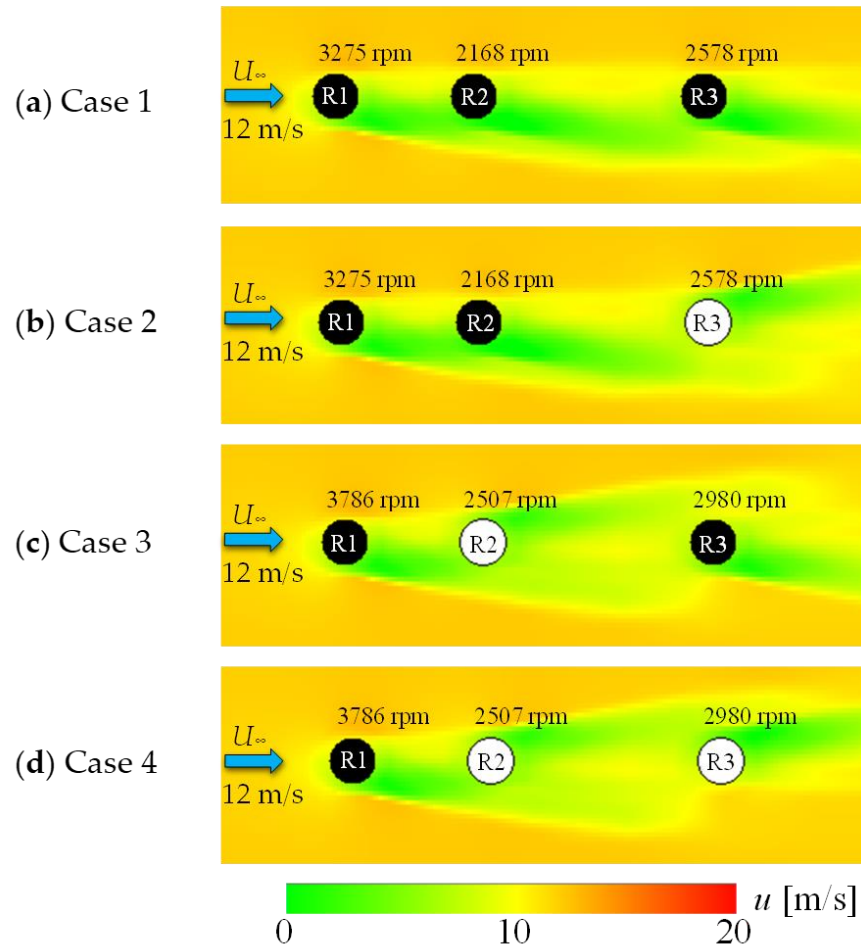 3275 rpm 2168 rpm 2578 rpm
(a) Case 1 U∞ R1 R2 R3
12 m/s
3275 rpm 2168 rpm 2578 rpm
(b) Case 2 U∞ R1 R2 R3
12 m/s
3786 rpm 2507 rpm 2980 rpm
(c) Case 3 U∞ R1 R2 R3
12 m/s
3786 rpm 2507 rpm 2980 rpm
(d) Case 4 U∞ R1 R2 R3
12 m/s
u [m/s]
0 10 20